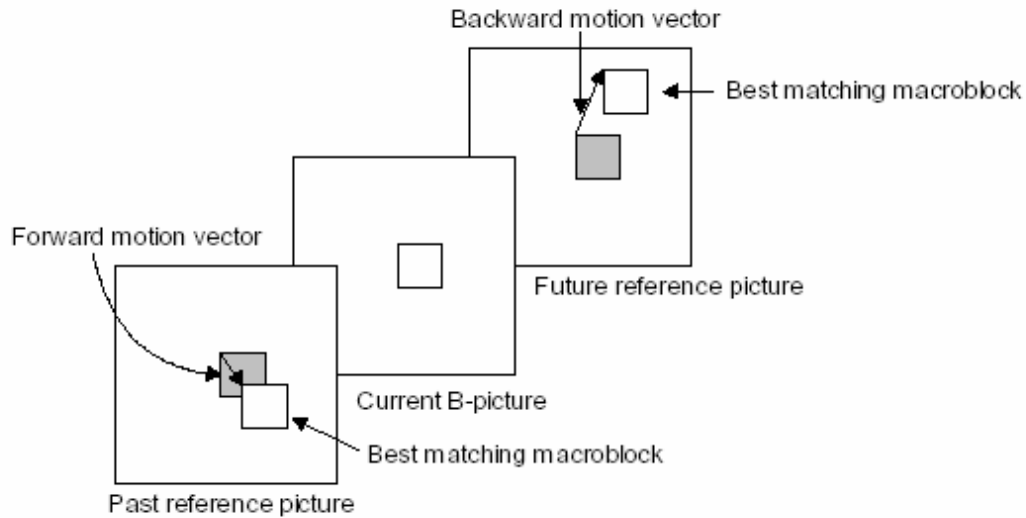 Backward motion vector
Best matching macroblock
Forward motion vector
Future reference picture
Current B-picture
Best matching macroblock
Past reference picture